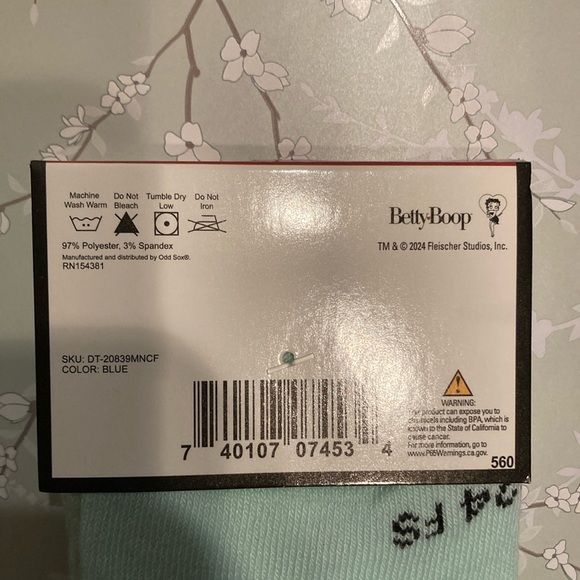 Machine Wash Warm
Do Not Bleach
Tumble Dry Low
Do Not Iron
Betty Boop
97% Polyester, 3% Spandex
TM & © 2024 Fleischer Studios, Inc.
Manufactured and distributed by Odd Sox®.
RN154381
SKU: DT-20839MNCF
COLOR: BLUE
WARNING:
product can expose you to
chemicals including BPA, which is
known to the State of California to
cause cancer.
For more information, go to
www.P65Warnings.ca.gov.
7 40107 07453 4
560